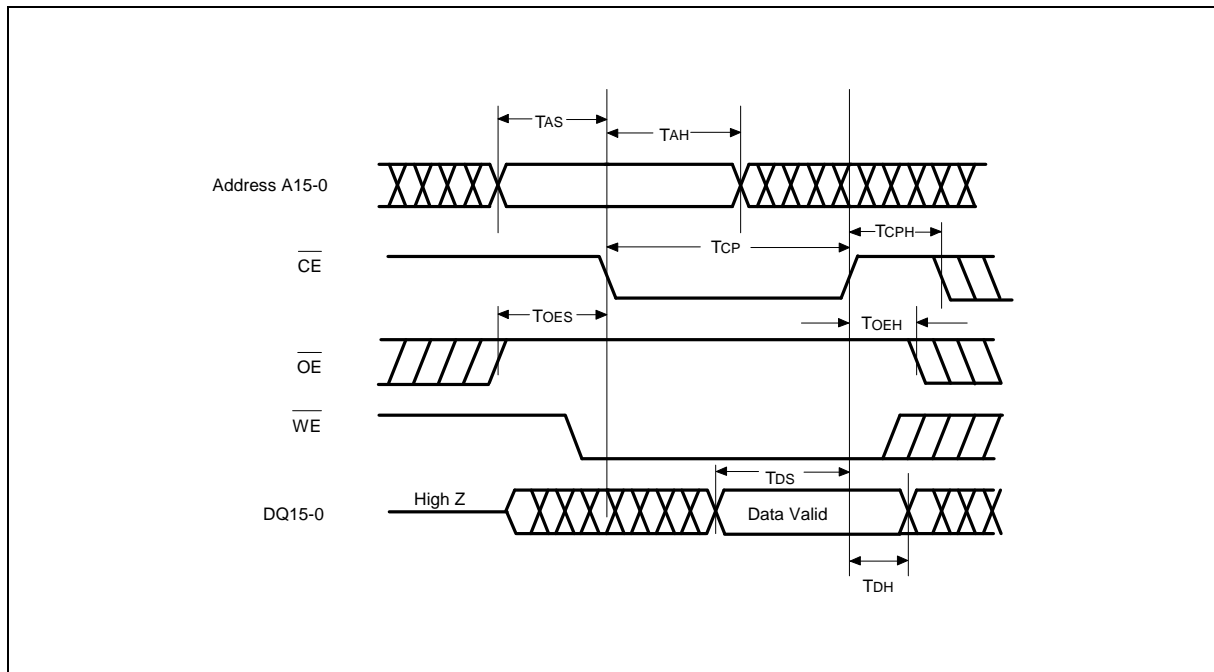 TAS
TAH
Address A15-0
TCPH
TCP
CE
TOES
TOEH
OE
WE
TDS
High Z
DQ15-0
Data Valid
TDH